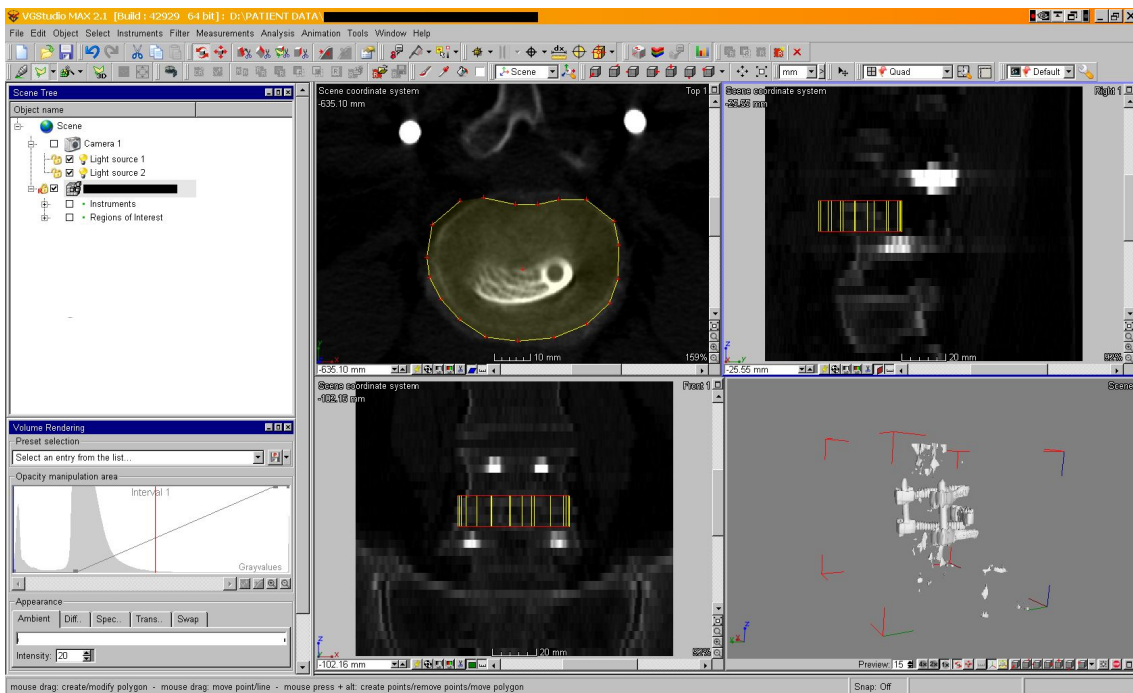 VGStudio MAX 2.1 [Build : 42929 64 bit] : D:\PATIENT DATA\
File Edit Object Select Instruments Filter Measurements Analysis Animation Tools Window Help
Scene
mm
Quad
Default
Scene Tree
Object name
Scene
Camera 1
Light source 1
Light source 2
Instruments
Regions of Interest
Scene coordinate system
Top 1
-635.10 mm
10 mm
159%
-635.10 mm
Scene coordinate system
Right 1
-25.55 mm
20 mm
92%
-25.55 mm
Scene coordinate system
Front 1
-102.16 mm
20 mm
92%
-102.16 mm
Scene
Preview: 15
Volume Rendering
Preset selection
Select an entry from the list...
Opacity manipulation area
Interval 1
Grayvalues
Appearance
Ambient Diff.. Spec.. Trans.. Swap
Intensity: 20
mouse drag: create/modify polygon - mouse drag: move point/line - mouse press + alt: create points/remove points/move polygon
Snap: Off